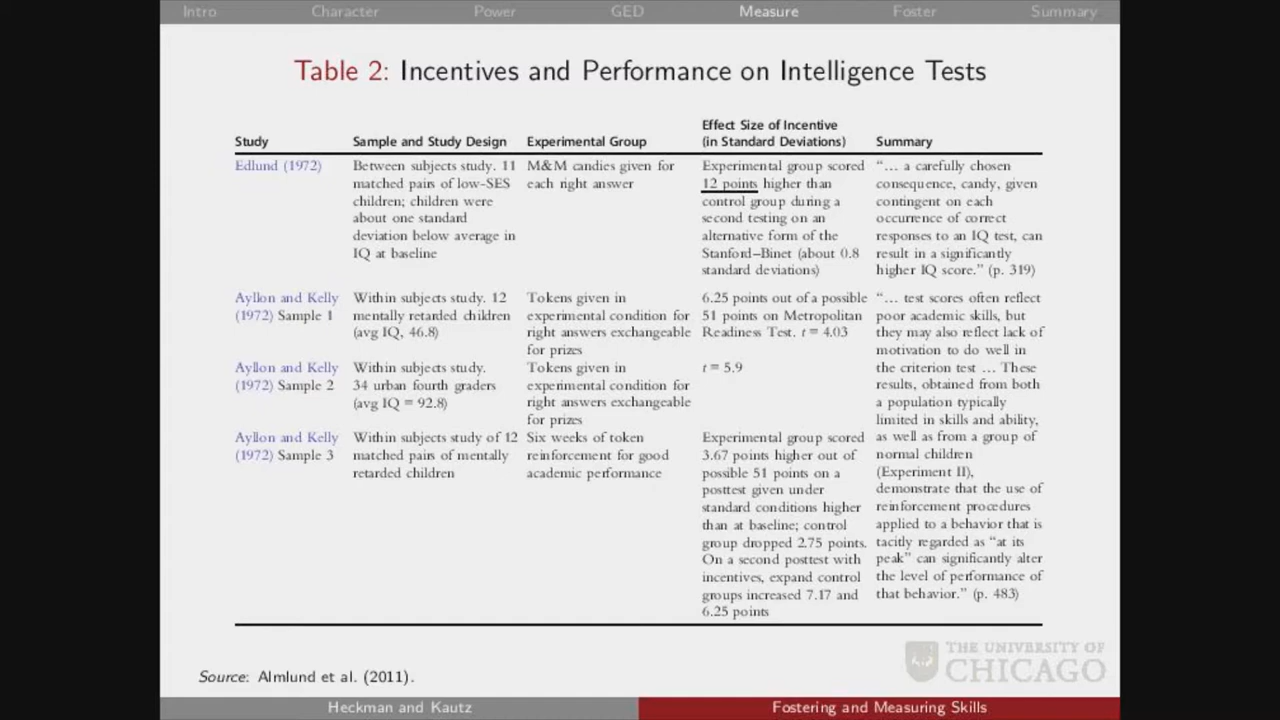 Intro Character Power GED Measure Foster Summary
Table 2: Incentives and Performance on Intelligence Tests
Study Sample and Study Design Experimental Group Effect Size of Incentive (in Standard Deviations) Summary
Edlund (1972)
Between subjects study. 11
matched pairs of low-SES
children; children were
about one standard
deviation below average in
IQ at baseline
M&M candies given for
each right answer
Experimental group scored
12 points higher than
control group during a
second testing on an
alternative form of the
Stanford–Binet (about 0.8
standard deviations)
“... a carefully chosen
consequence, candy, given
contingent on each
occurrence of correct
responses to an IQ test, can
result in a significantly
higher IQ score.” (p. 319)
Ayllon and Kelly
(1972) Sample 1
Within subjects study. 12
mentally retarded children
(avg IQ, 46.8)
Tokens given in
experimental condition for
right answers exchangeable
for prizes
6.25 points out of a possible
51 points on Metropolitan
Readiness Test. t = 4.03
“... test scores often reflect
poor academic skills, but
they may also reflect lack of
motivation to do well in
the criterion test ... These
results, obtained from both
a population typically
limited in skills and ability,
as well as from a group of
normal children
(Experiment II),
demonstrate that the use of
reinforcement procedures
applied to a behavior that is
tacitly regarded as “at its
peak” can significantly alter
the level of performance of
that behavior.” (p. 483)
Ayllon and Kelly
(1972) Sample 2
Within subjects study.
34 urban fourth graders
(avg IQ = 92.8)
Tokens given in
experimental condition for
right answers exchangeable
for prizes
t = 5.9
Ayllon and Kelly
(1972) Sample 3
Within subjects study of 12
matched pairs of mentally
retarded children
Six weeks of token
reinforcement for good
academic performance
Experimental group scored
3.67 points higher out of
possible 51 points on a
posttest given under
standard conditions higher
than at baseline; control
group dropped 2.75 points.
On a second posttest with
incentives, expand control
groups increased 7.17 and
6.25 points
THE UNIVERSITY OF
CHICAGO
Source: Almlund et al. (2011).
Heckman and Kautz Fostering and Measuring Skills